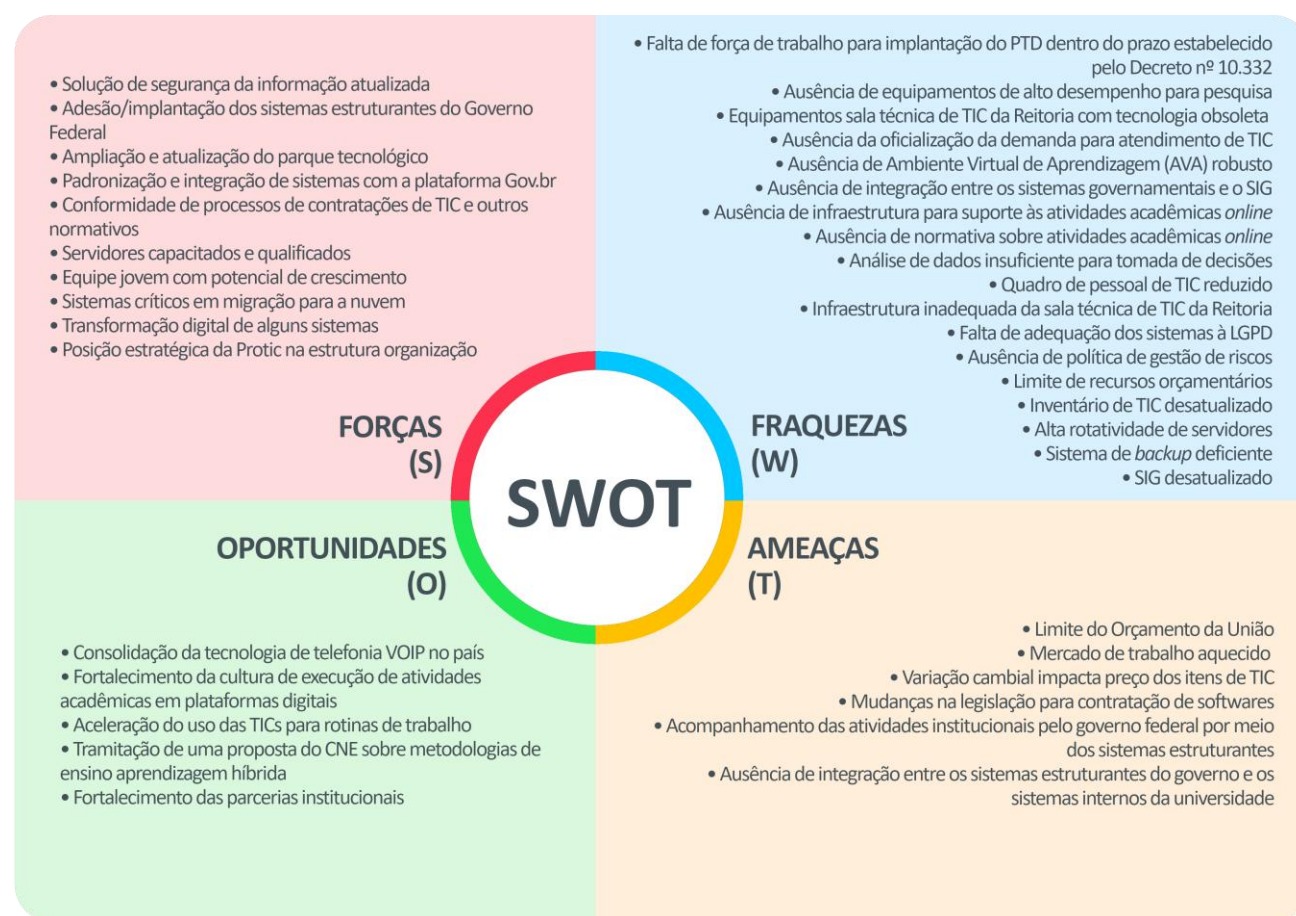 • Solução de segurança da informação atualizada
• Adesão/implantação dos sistemas estruturantes do Governo
Federal
• Ampliação e atualização do parque tecnológico
• Padronização e integração de sistemas com a plataforma Gov.br
• Conformidade de processos de contratações de TIC e outros
normativos
• Servidores capacitados e qualificados
• Equipe jovem com potencial de crescimento
• Sistemas críticos em migração para a nuvem
• Transformação digital de alguns sistemas
• Posição estratégica da Protic na estrutura organização
FORÇAS
(S)
• Falta de força de trabalho para implantação do PTD dentro do prazo estabelecido
pelo Decreto nº 10.332
• Ausência de equipamentos de alto desempenho para pesquisa
• Equipamentos sala técnica de TIC da Reitoria com tecnologia obsoleta
• Ausência da oficialização da demanda para atendimento de TIC
• Ausência de Ambiente Virtual de Aprendizagem (AVA) robusto
• Ausência de integração entre os sistemas governamentais e o SIG
• Ausência de infraestrutura para suporte às atividades acadêmicas online
• Ausência de normativa sobre atividades acadêmicas online
• Análise de dados insuficiente para tomada de decisões
• Quadro de pessoal de TIC reduzido
• Infraestrutura inadequada da sala técnica de TIC da Reitoria
• Falta de adequação dos sistemas à LGPD
• Ausência de política de gestão de riscos
• Limite de recursos orçamentários
• Inventário de TIC desatualizado
• Alta rotatividade de servidores
• Sistema de backup deficiente
• SIG desatualizado
FRAQUEZAS
(W)
SWOT
OPORTUNIDADES
(O)
• Consolidação da tecnologia de telefonia VOIP no país
• Fortalecimento da cultura de execução de atividades
acadêmicas em plataformas digitais
• Aceleração do uso das TICs para rotinas de trabalho
• Tramitação de uma proposta do CNE sobre metodologias de
ensino aprendizagem híbrida
• Fortalecimento das parcerias institucionais
AMEAÇAS
(T)
• Limite do Orçamento da União
• Mercado de trabalho aquecido
• Variação cambial impacta preço dos itens de TIC
• Mudanças na legislação para contratação de softwares
• Acompanhamento das atividades institucionais pelo governo federal por meio
dos sistemas estruturantes
• Ausência de integração entre os sistemas estruturantes do governo e os
sistemas internos da universidade